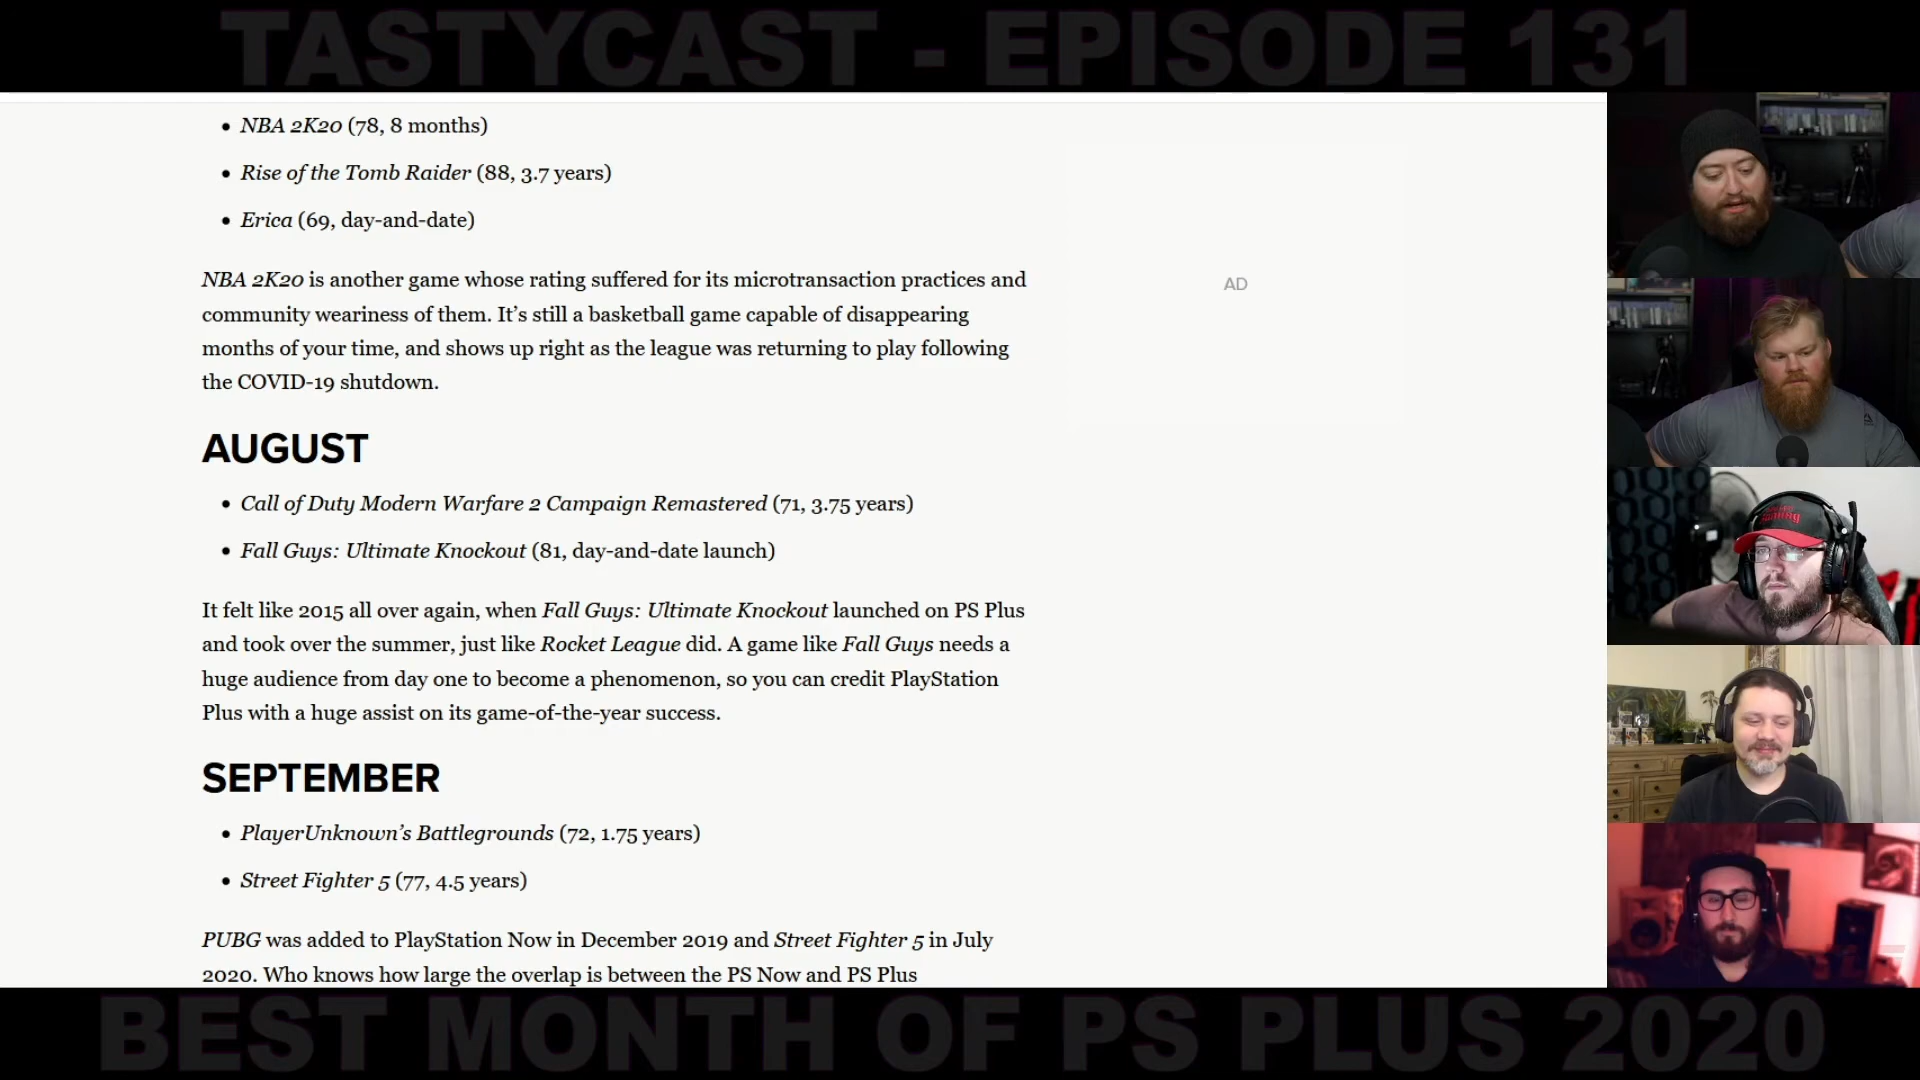 TASTYCAST - EPISODE 131
• NBA 2K20 (78, 8 months)
• Rise of the Tomb Raider (88, 3.7 years)
• Erica (69, day-and-date)
NBA 2K20 is another game whose rating suffered for its microtransaction practices and
community weariness of them. It’s still a basketball game capable of disappearing
months of your time, and shows up right as the league was returning to play following
the COVID-19 shutdown.
AD
AUGUST
• Call of Duty Modern Warfare 2 Campaign Remastered (71, 3.75 years)
• Fall Guys: Ultimate Knockout (81, day-and-date launch)
It felt like 2015 all over again, when Fall Guys: Ultimate Knockout launched on PS Plus
and took over the summer, just like Rocket League did. A game like Fall Guys needs a
huge audience from day one to become a phenomenon, so you can credit PlayStation
Plus with a huge assist on its game-of-the-year success.
SEPTEMBER
• PlayerUnknown’s Battlegrounds (72, 1.75 years)
• Street Fighter 5 (77, 4.5 years)
PUBG was added to PlayStation Now in December 2019 and Street Fighter 5 in July
2020. Who knows how large the overlap is between the PS Now and PS Plus
BEST MONTH OF PS PLUS 2020